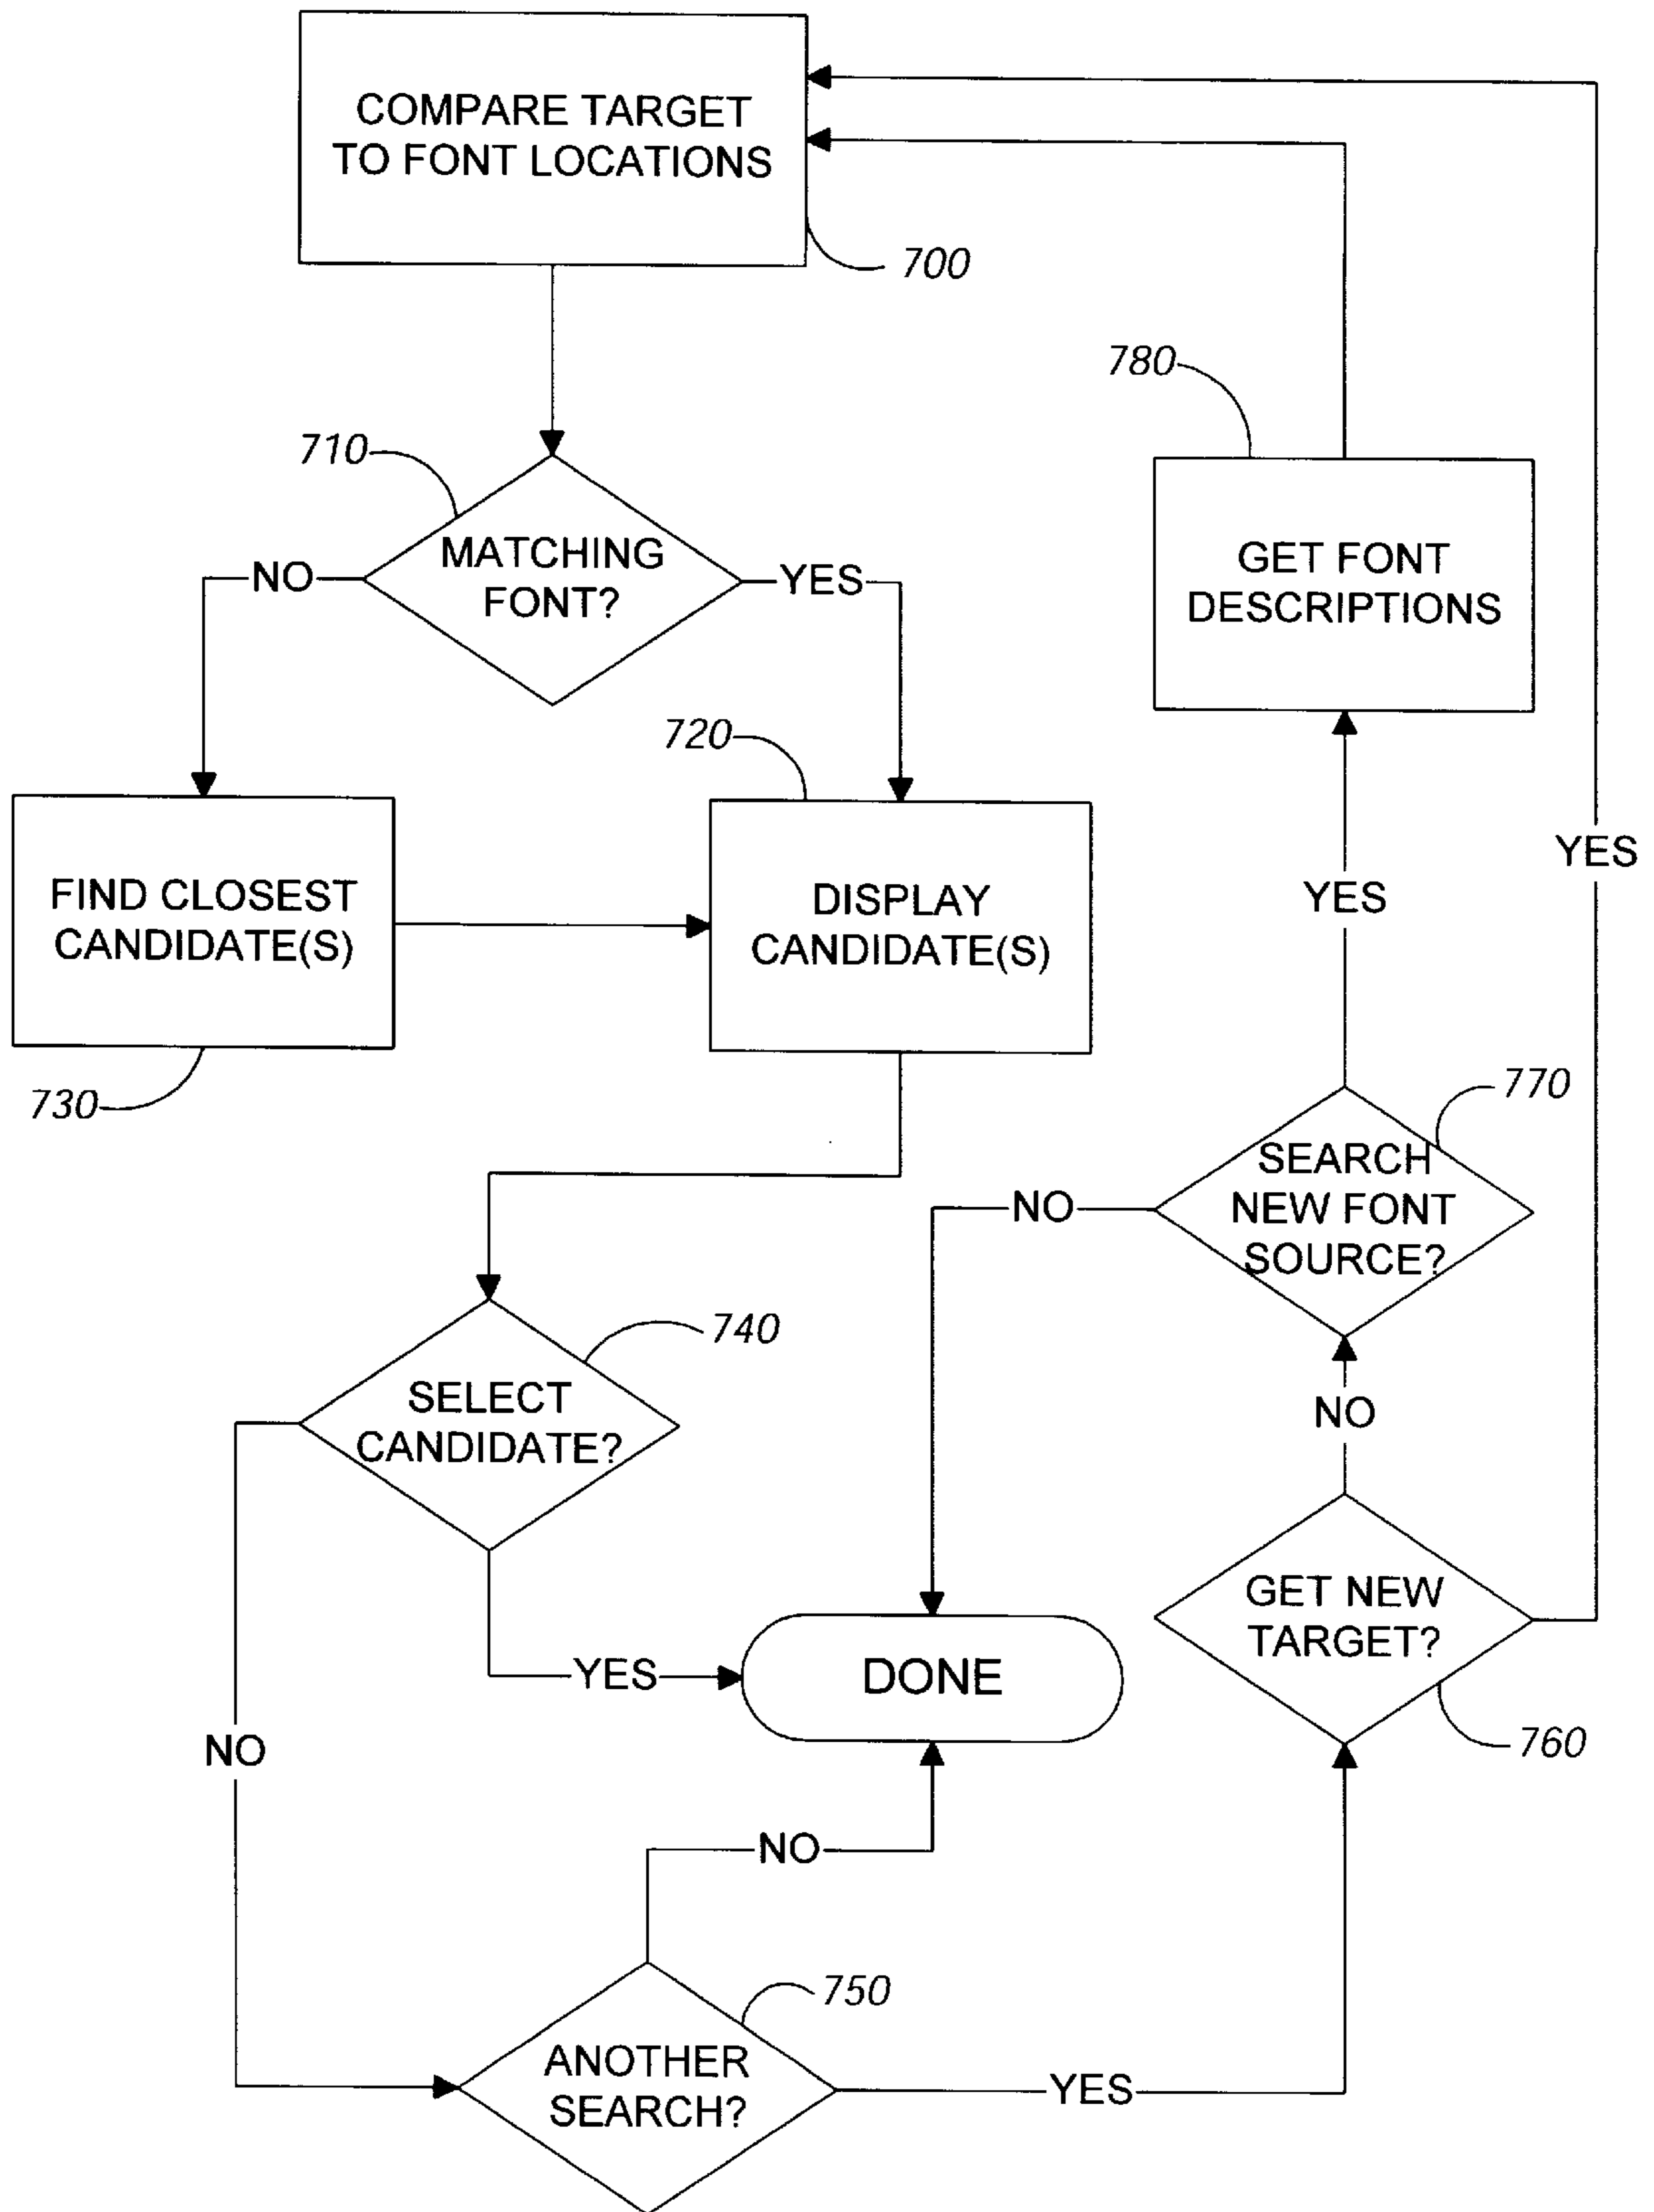 COMPARE TARGET
TO FONT LOCATIONS
700
780
710
MATCHING
FONT?
NO
YES
GET FONT
DESCRIPTIONS
720
YES
YES
FIND CLOSEST
CANDIDATE(S)
DISPLAY
CANDIDATE(S)
730
770
SEARCH
NEW FONT
SOURCE?
NO
740
SELECT
CANDIDATE?
NO
GET NEW
TARGET?
YES
DONE
760
NO
NO
750
ANOTHER
SEARCH?
YES